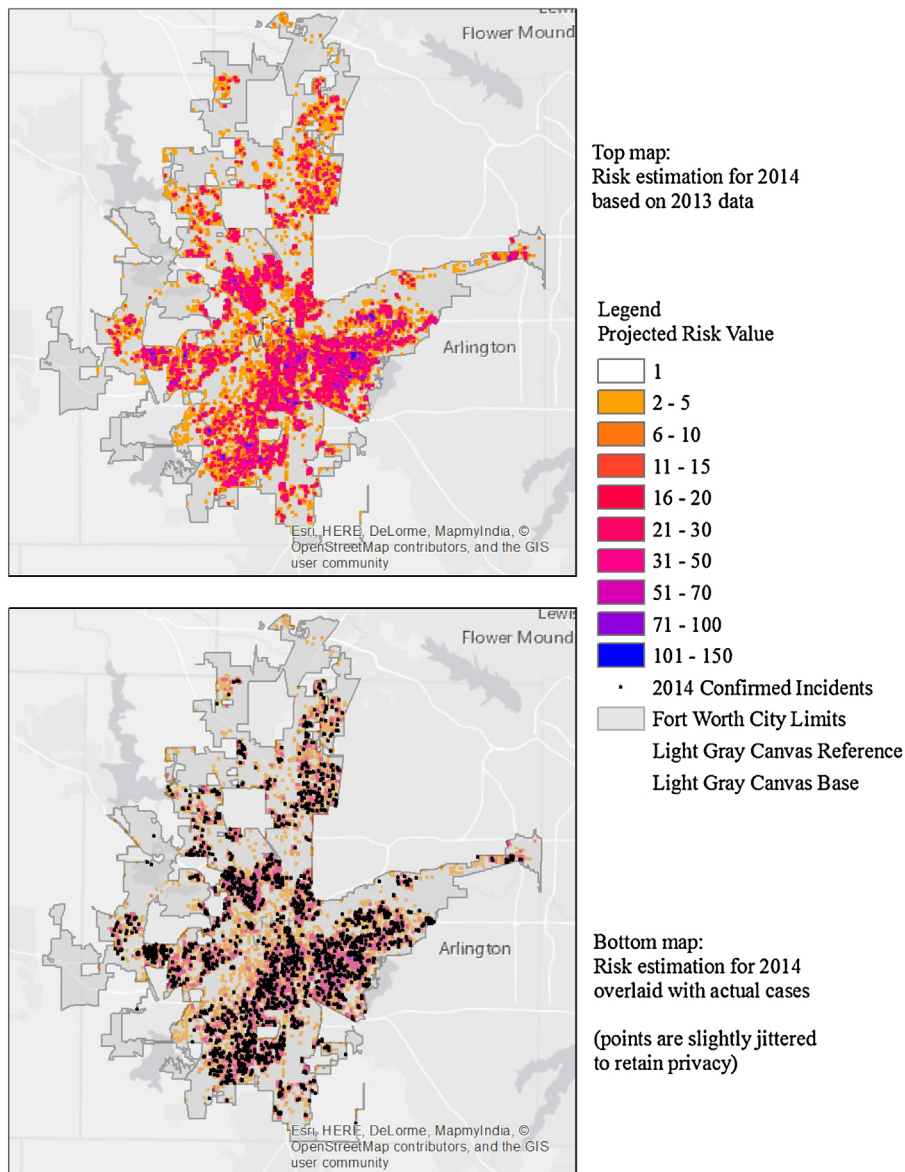 Flower Mound
Fort
Arlington
Esri, HERE, DeLorme, MapmyIndia, ©
OpenStreetMap contributors, and the GIS
user community
Top map:
Risk estimation for 2014
based on 2013 data
Legend
Projected Risk Value
1
2 - 5
6 - 10
11 - 15
16 - 20
21 - 30
31 - 50
51 - 70
71 - 100
101 - 150
2014 Confirmed Incidents
Fort Worth City Limits
Light Gray Canvas Reference
Light Gray Canvas Base
Flower Mound
Arlington
Esri, HERE, DeLorme, MapmyIndia, ©
OpenStreetMap contributors, and the GIS
user community
Bottom map:
Risk estimation for 2014
overlaid with actual cases
(points are slightly jittered
to retain privacy)